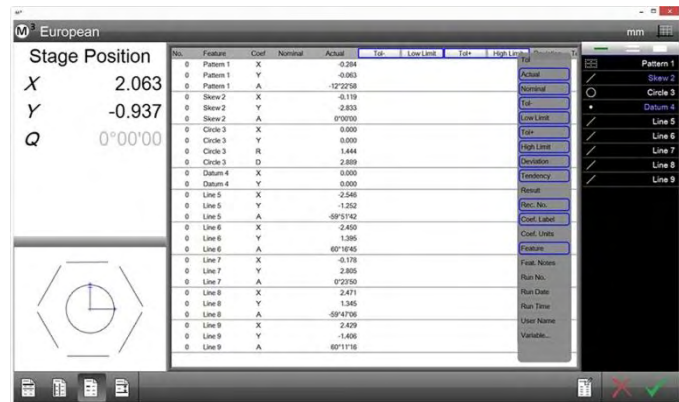 M³ European mm
Stage Position
X 2.063
Y -0.937
Q 0°00'00
No. Feature Coef Nominal Actual Tol- Low Limit Tol+ High Limit
0 Pattern 1 X -0.284
0 Pattern 1 Y -0.063
0 Pattern 1 A -12°22'58
0 Skew 2 X -0.119
0 Skew 2 Y -2.833
0 Skew 2 A 0°00'00
0 Circle 3 X 0.000
0 Circle 3 Y 0.000
0 Circle 3 R 1.444
0 Circle 3 D 2.889
0 Datum 4 X 0.000
0 Datum 4 Y 0.000
0 Line 5 X -2.546
0 Line 5 Y -1.252
0 Line 5 A -59°51'42
0 Line 6 X -2.450
0 Line 6 Y 1.395
0 Line 6 A 60°16'45
0 Line 7 X -0.178
0 Line 7 Y 2.805
0 Line 7 A 0°23'50
0 Line 8 X 2.471
0 Line 8 Y 1.345
0 Line 8 A -59°47'06
0 Line 9 X 2.429
0 Line 9 Y -1.406
0 Line 9 A 60°11'16
Tol
Actual
Nominal
Tol-
Low Limit
Tol+
High Limit
Deviation
Tendency
Result
Rec. No.
Coef. Label
Coef. Units
Feature
Feat. Notes
Run No.
Run Date
Run Time
User Name
Variable...
Pattern 1
Skew 2
Circle 3
Datum 4
Line 5
Line 6
Line 7
Line 8
Line 9